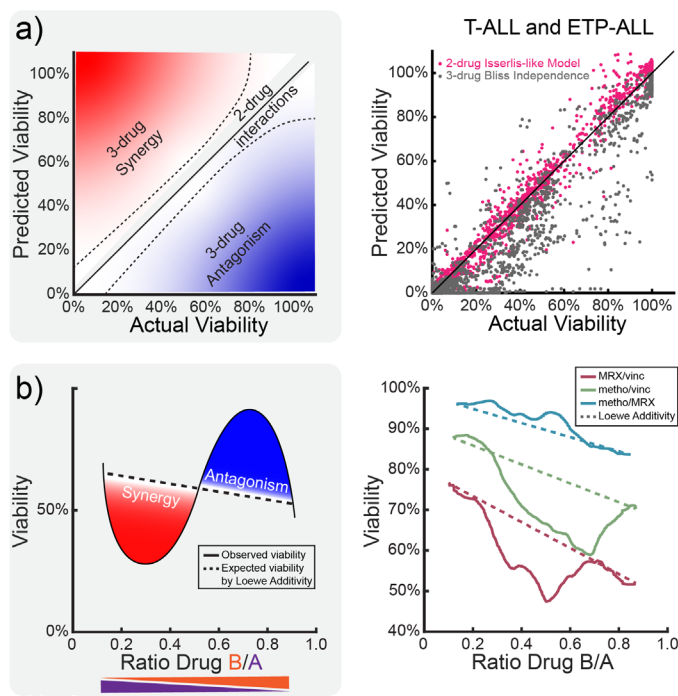 a)
T-ALL and ETP-ALL
Predicted Viability
100%
80%
60%
40%
20%
0%
3-drug
Synergy
2-drug
interactions
3-drug
Antagonism
0%
20%
40%
60%
80%
100%
Actual Viability
Predicted Viability
100%
80%
60%
40%
20%
0%
2-drug Isserlis-like Model
3-drug Bliss Independence
0%
20%
40%
60%
80%
100%
Actual Viability
b)
Viability
50%
0%
Synergy
Antagonism
Observed viability
Expected viability
by Loewe Additivity
0.2
0.4
0.6
0.8
1.0
Ratio Drug B/A
Viability
100%
90%
80%
70%
60%
50%
40%
MRX/vinc
metho/vinc
metho/MRX
Loewe Additivity
0
0.2
0.4
0.6
0.8
1.0
Ratio Drug B/A